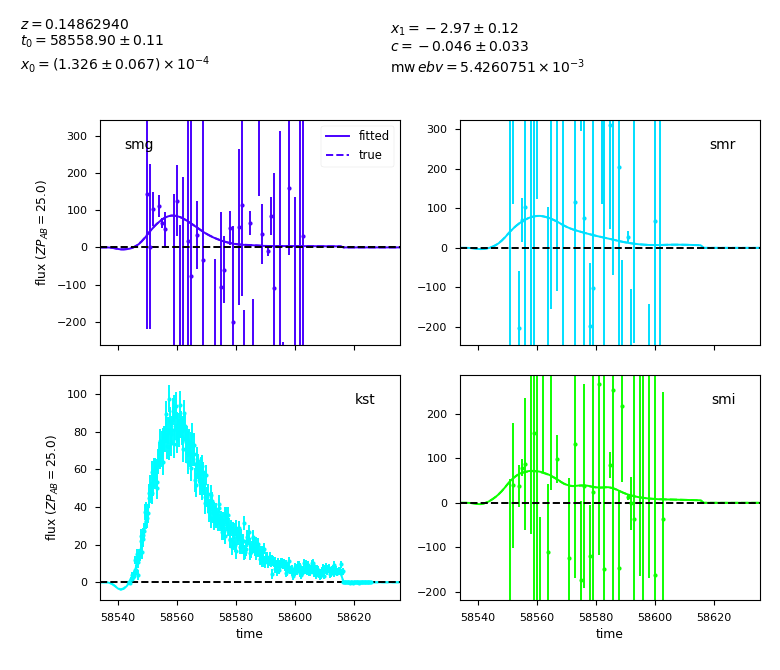 z = 0.14862940
t₀ = 58558.90 ± 0.11
x₀ = (1.326 ± 0.067) × 10⁻⁴
x₁ = −2.97 ± 0.12
c = −0.046 ± 0.033
mw ebv = 5.4260751 × 10⁻³
smg
fitted
true
300
200
100
0
−100
−200
flux (ZP_AB = 25.0)
smr
300
200
100
0
−100
−200
kst
100
80
60
40
20
0
flux (ZP_AB = 25.0)
58540 58560 58580 58600 58620
time
smi
200
100
0
−100
−200
58540 58560 58580 58600 58620
time